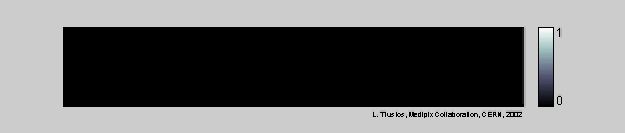 1
0
L. Tlustos, Medipix Collaboration, CERN, 2002